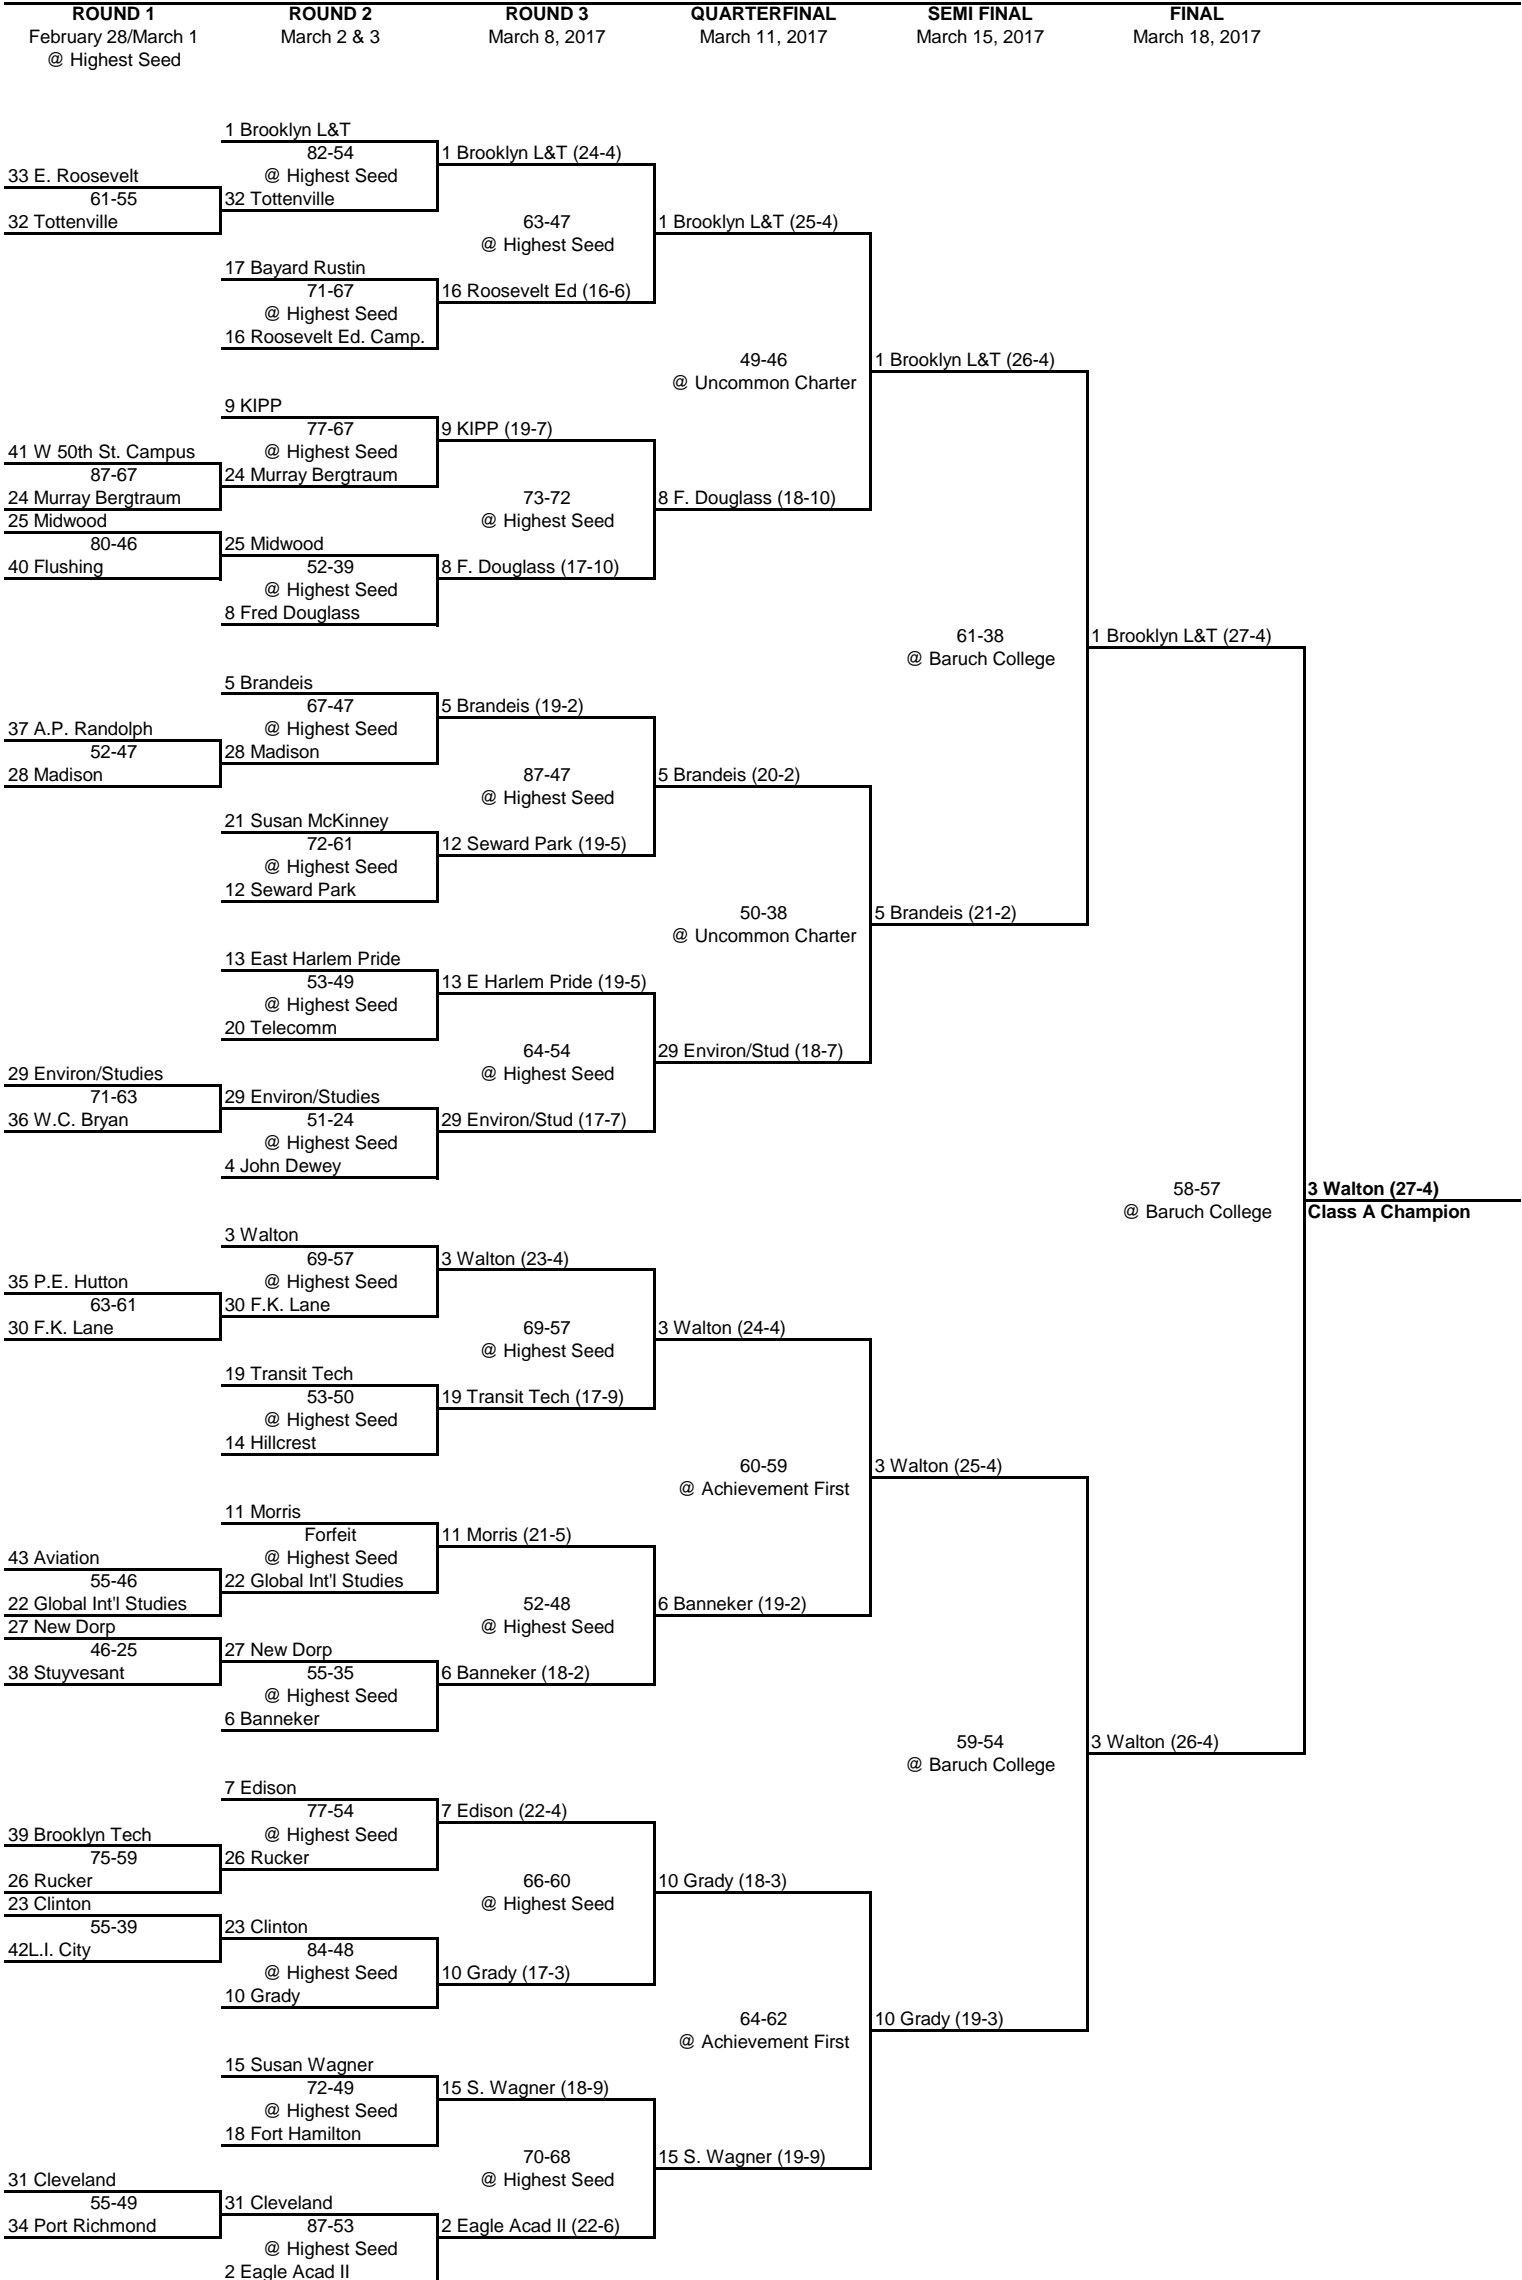 ROUND 1 ROUND 2 ROUND 3 QUARTERFINAL SEMI FINAL FINAL
February 28/March 1 March 2 & 3 March 8, 2017 March 11, 2017 March 15, 2017 March 18, 2017
@ Highest Seed
1 Brooklyn L&T
82-54 1 Brooklyn L&T (24-4)
33 E. Roosevelt @ Highest Seed
61-55 32 Tottenville
32 Tottenville 63-47 1 Brooklyn L&T (25-4)
@ Highest Seed
17 Bayard Rustin
71-67 16 Roosevelt Ed (16-6)
@ Highest Seed
16 Roosevelt Ed. Camp.
49-46 1 Brooklyn L&T (26-4)
@ Uncommon Charter
9 KIPP
77-67 9 KIPP (19-7)
41 W 50th St. Campus @ Highest Seed
87-67 24 Murray Bergtraum
24 Murray Bergtraum 73-72 8 F. Douglass (18-10)
25 Midwood @ Highest Seed
80-46 25 Midwood
40 Flushing 52-39 8 F. Douglass (17-10)
@ Highest Seed
8 Fred Douglass
61-38 1 Brooklyn L&T (27-4)
@ Baruch College
5 Brandeis
67-47 5 Brandeis (19-2)
37 A.P. Randolph @ Highest Seed
52-47 28 Madison
28 Madison 87-47 5 Brandeis (20-2)
@ Highest Seed
21 Susan McKinney
72-61 12 Seward Park (19-5)
@ Highest Seed
12 Seward Park
50-38 5 Brandeis (21-2)
@ Uncommon Charter
13 East Harlem Pride
53-49 13 E Harlem Pride (19-5)
@ Highest Seed
20 Telecomm
64-54 29 Environ/Stud (18-7)
29 Environ/Studies @ Highest Seed
71-63 29 Environ/Studies
36 W.C. Bryan 51-24 29 Environ/Stud (17-7)
@ Highest Seed
4 John Dewey
58-57 3 Walton (27-4)
@ Baruch College Class A Champion
3 Walton
69-57 3 Walton (23-4)
35 P.E. Hutton @ Highest Seed
63-61 30 F.K. Lane
30 F.K. Lane 69-57 3 Walton (24-4)
@ Highest Seed
19 Transit Tech
53-50 19 Transit Tech (17-9)
@ Highest Seed
14 Hillcrest
60-59 3 Walton (25-4)
@ Achievement First
11 Morris
Forfeit 11 Morris (21-5)
43 Aviation @ Highest Seed
55-46 22 Global Int'l Studies
22 Global Int'l Studies 52-48 6 Banneker (19-2)
27 New Dorp @ Highest Seed
46-25 27 New Dorp
38 Stuyvesant 55-35 6 Banneker (18-2)
@ Highest Seed
6 Banneker
59-54 3 Walton (26-4)
@ Baruch College
7 Edison
77-54 7 Edison (22-4)
39 Brooklyn Tech @ Highest Seed
75-59 26 Rucker
26 Rucker 66-60 10 Grady (18-3)
23 Clinton @ Highest Seed
55-39 23 Clinton
42L.I. City 84-48
@ Highest Seed 10 Grady (17-3)
10 Grady
64-62 10 Grady (19-3)
@ Achievement First
15 Susan Wagner
72-49 15 S. Wagner (18-9)
@ Highest Seed
18 Fort Hamilton
70-68 15 S. Wagner (19-9)
31 Cleveland @ Highest Seed
55-49 31 Cleveland
34 Port Richmond 87-53 2 Eagle Acad II (22-6)
@ Highest Seed
2 Eagle Acad II